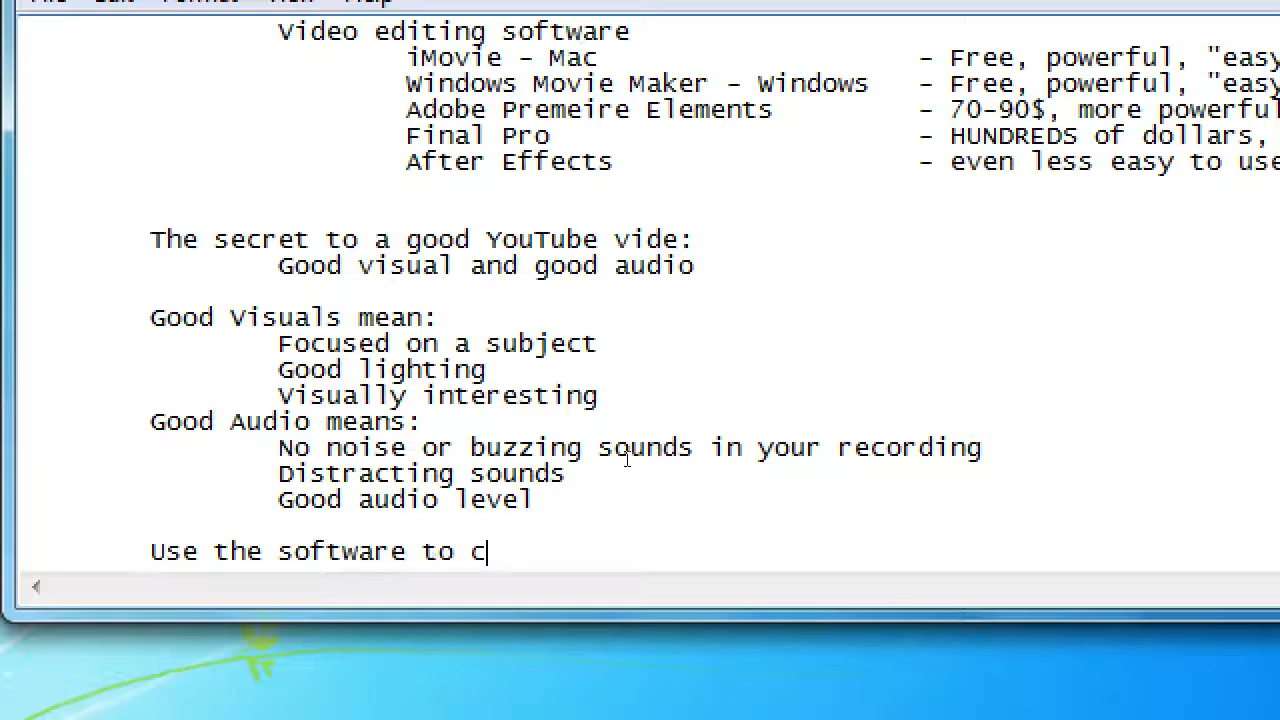 Video editing software
iMovie - Mac - Free, powerful, "easy
Windows Movie Maker - Windows - Free, powerful, "easy
Adobe Premeire Elements - 70-90$, more powerful
Final Pro - HUNDREDS of dollars,
After Effects - even less easy to use
The secret to a good YouTube vide:
Good visual and good audio
Good Visuals mean:
Focused on a subject
Good lighting
Visually interesting
Good Audio means:
No noise or buzzing sounds in your recording
Distracting sounds
Good audio level
Use the software to c